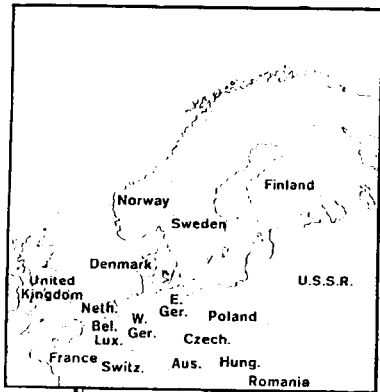 Norway
Finland
Sweden
Denmark
United
Kingdom
U.S.S.R.
Neth.
E.
Ger.
Bel.
Lux.
W.
Ger.
Poland
Czech.
France
Switz.
Aus.
Hung.
Romania